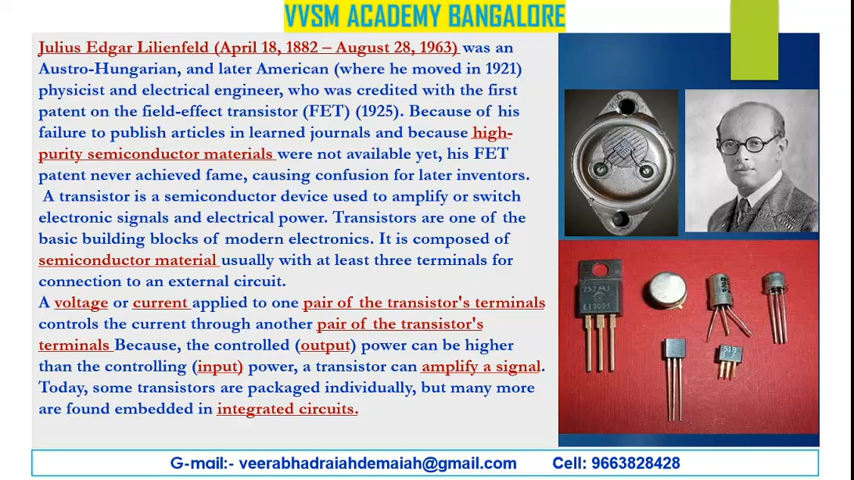 VVSM ACADEMY BANGALORE
Julius Edgar Lilienfeld (April 18, 1882 – August 28, 1963) was an
Austro-Hungarian, and later American (where he moved in 1921)
physicist and electrical engineer, who was credited with the first
patent on the field-effect transistor (FET) (1925). Because of his
failure to publish articles in learned journals and because high-
purity semiconductor materials were not available yet, his FET
patent never achieved fame, causing confusion for later inventors.
A transistor is a semiconductor device used to amplify or switch
electronic signals and electrical power. Transistors are one of the
basic building blocks of modern electronics. It is composed of
semiconductor material usually with at least three terminals for
connection to an external circuit.
A voltage or current applied to one pair of the transistor's terminals
controls the current through another pair of the transistor's
terminals Because, the controlled (output) power can be higher
than the controlling (input) power, a transistor can amplify a signal.
Today, some transistors are packaged individually, but many more
are found embedded in integrated circuits.
G-mail:- veerabhadraiahdemaiah@gmail.com Cell: 9663828428